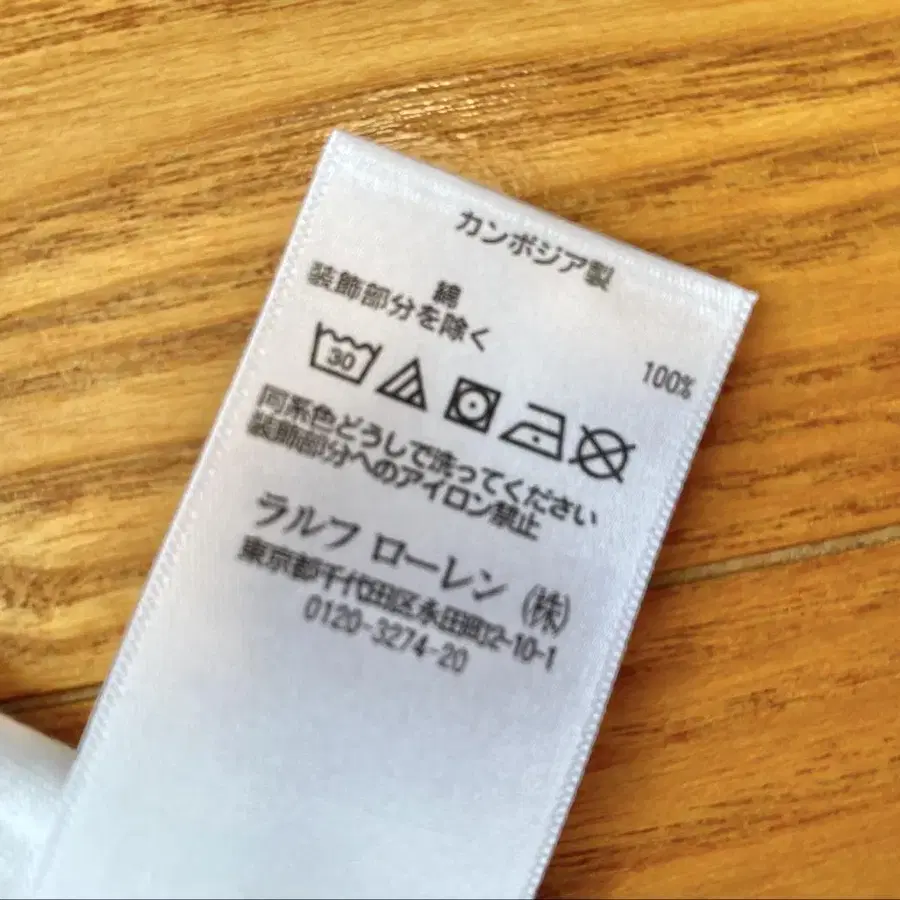 カンボジア製
綿 100%
装飾部分を除く
30
同系色どうしで洗ってください
装飾部分へのアイロン禁止
ラルフ ローレン (株)
東京都千代田区永田町2-10-1
0120-3274-20